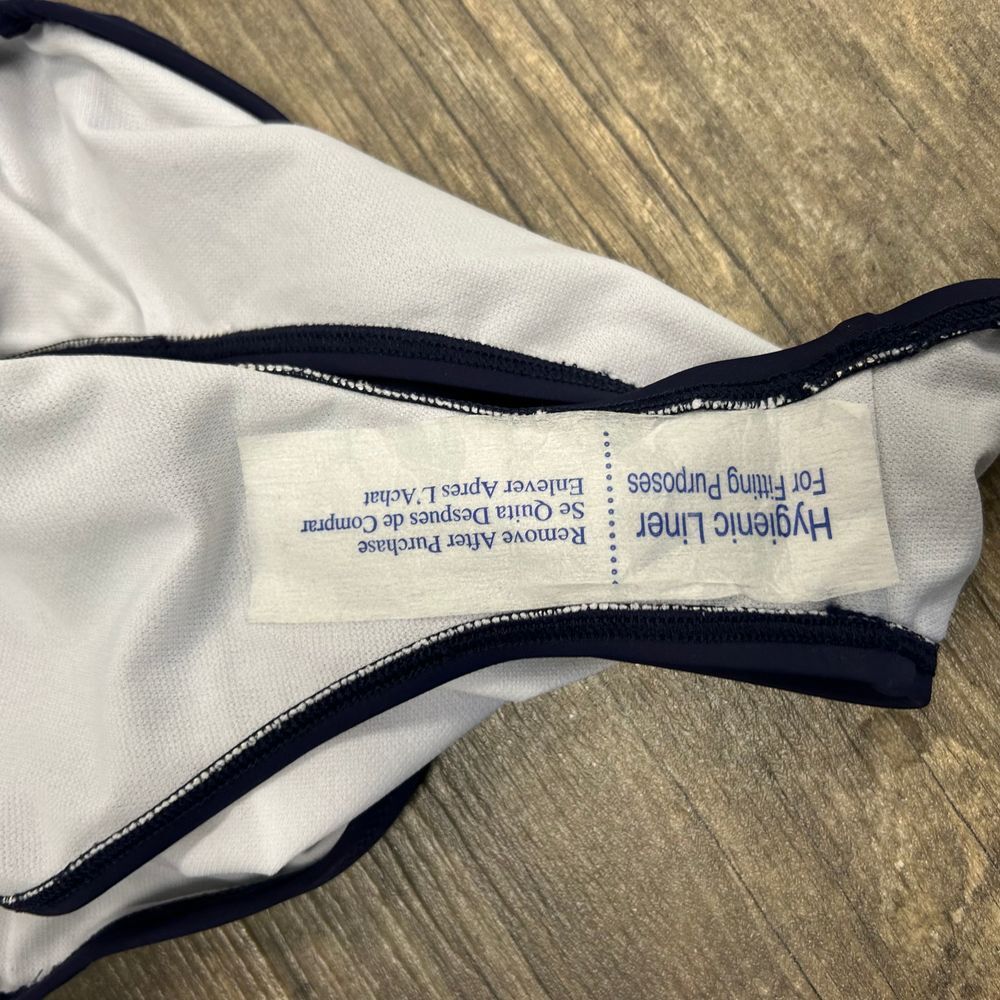 Hygienic Liner
For Fitting Purposes
Remove After Purchase
Se Quita Despues de Comprar
Enlever Apres L'Achat